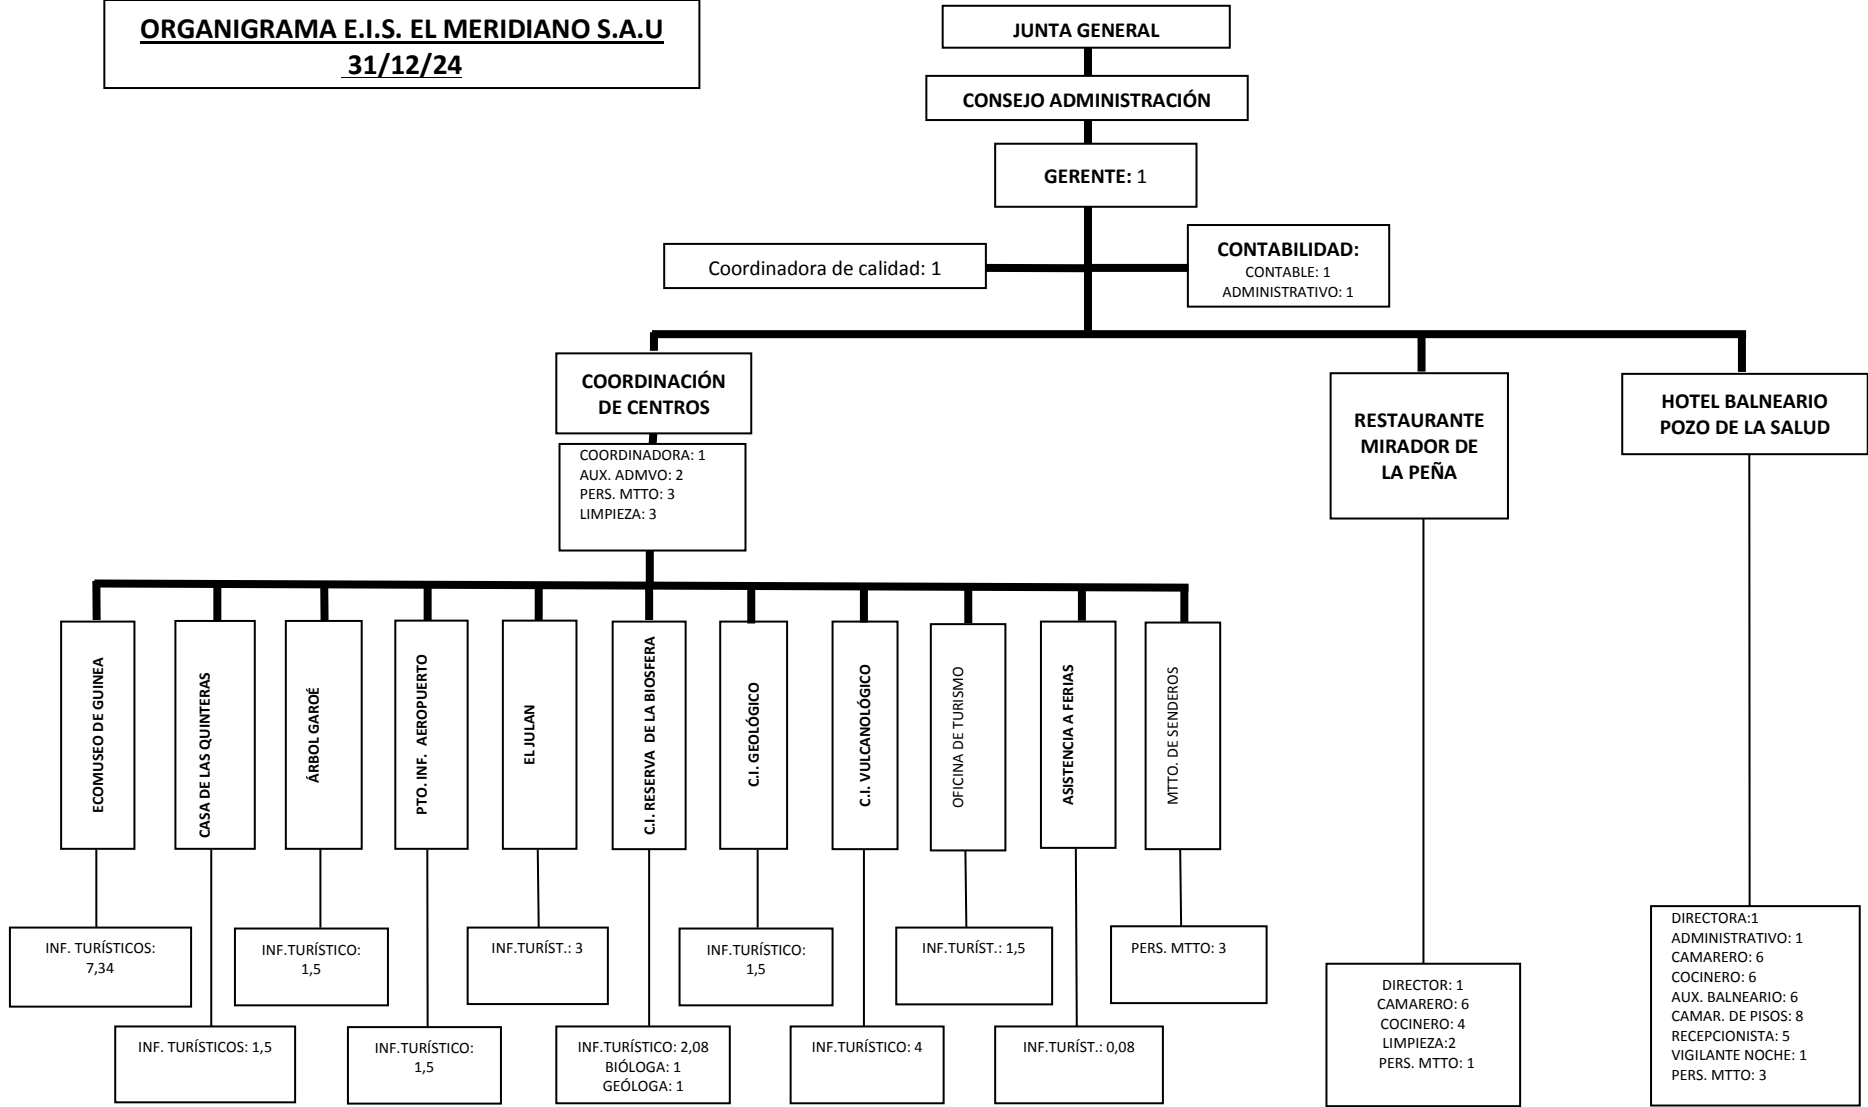 ORGANIGRAMA E.I.S. EL MERIDIANO S.A.U
31/12/24
JUNTA GENERAL
CONSEJO ADMINISTRACIÓN
GERENTE: 1
Coordinadora de calidad: 1
CONTABILIDAD:
CONTABLE: 1
ADMINISTRATIVO: 1
COORDINACIÓN
DE CENTROS
COORDINADORA: 1
AUX. ADMVO: 2
PERS. MTTO: 3
LIMPIEZA: 3
RESTAURANTE
MIRADOR DE
LA PEÑA
HOTEL BALNEARIO
POZO DE LA SALUD
ECOMUSEO DE GUINEA
CASA DE LAS QUINTERAS
ÁRBOL GAROÉ
PTO. INF. AEROPUERTO
EL JULAN
C.I. RESERVA DE LA BIOSFERA
C.I. GEOLÓGICO
C.I. VULCANOLÓGICO
OFICINA DE TURISMO
ASISTENCIA A FERIAS
MTTO. DE SENDEROS
INF. TURÍSTICOS:
7,34
INF. TURÍSTICOS: 1,5
INF.TURÍSTICO:
1,5
INF.TURÍSTICO:
1,5
INF.TURÍST.: 3
INF.TURÍSTICO: 2,08
BIÓLOGA: 1
GEÓLOGA: 1
INF.TURÍSTICO:
1,5
INF.TURÍSTICO: 4
INF.TURÍST.: 1,5
INF.TURÍST.: 0,08
PERS. MTTO: 3
DIRECTOR: 1
CAMARERO: 6
COCINERO: 4
LIMPIEZA:2
PERS. MTTO: 1
DIRECTORA:1
ADMINISTRATIVO: 1
CAMARERO: 6
COCINERO: 6
AUX. BALNEARIO: 6
CAMAR. DE PISOS: 8
RECEPCIONISTA: 5
VIGILANTE NOCHE: 1
PERS. MTTO: 3